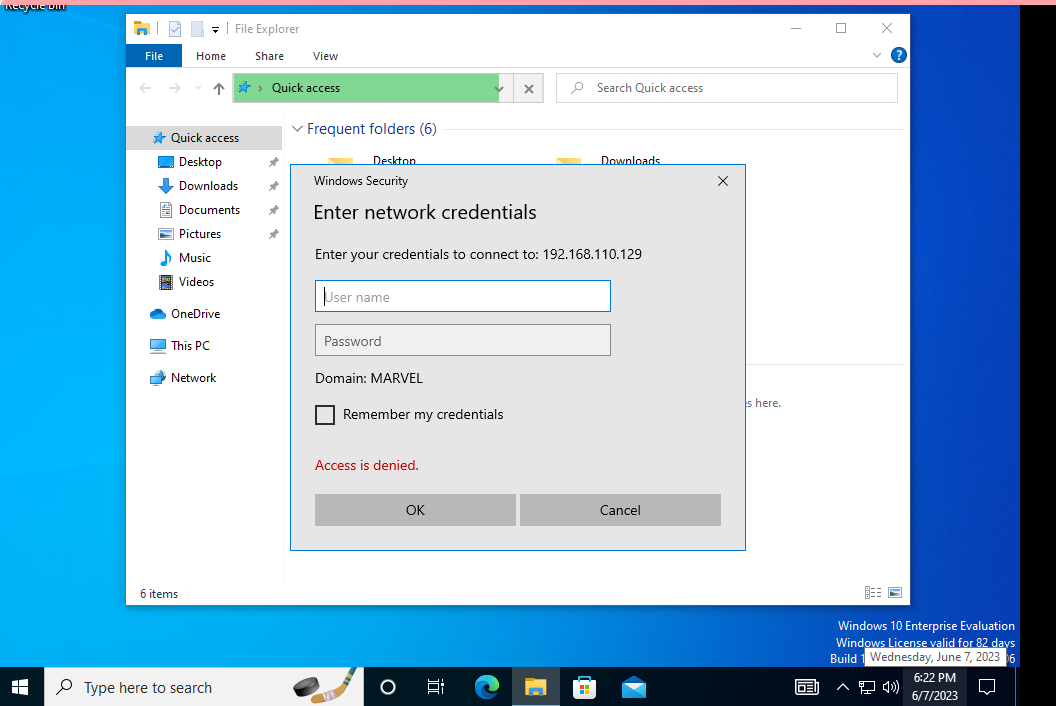 Recycle Bin
File Explorer
File Home Share View
Quick access
Search Quick access
Quick access
Desktop
Downloads
Documents
Pictures
Music
Videos
OneDrive
This PC
Network
Frequent folders (6)
Desktop Downloads
Windows Security
Enter network credentials
Enter your credentials to connect to: 192.168.110.129
User name
Password
Domain: MARVEL
Remember my credentials
Access is denied.
OK Cancel
s here.
6 items
Windows 10 Enterprise Evaluation
Windows License valid for 82 days
Build
Wednesday, June 7, 2023
Type here to search
6:22 PM
6/7/2023